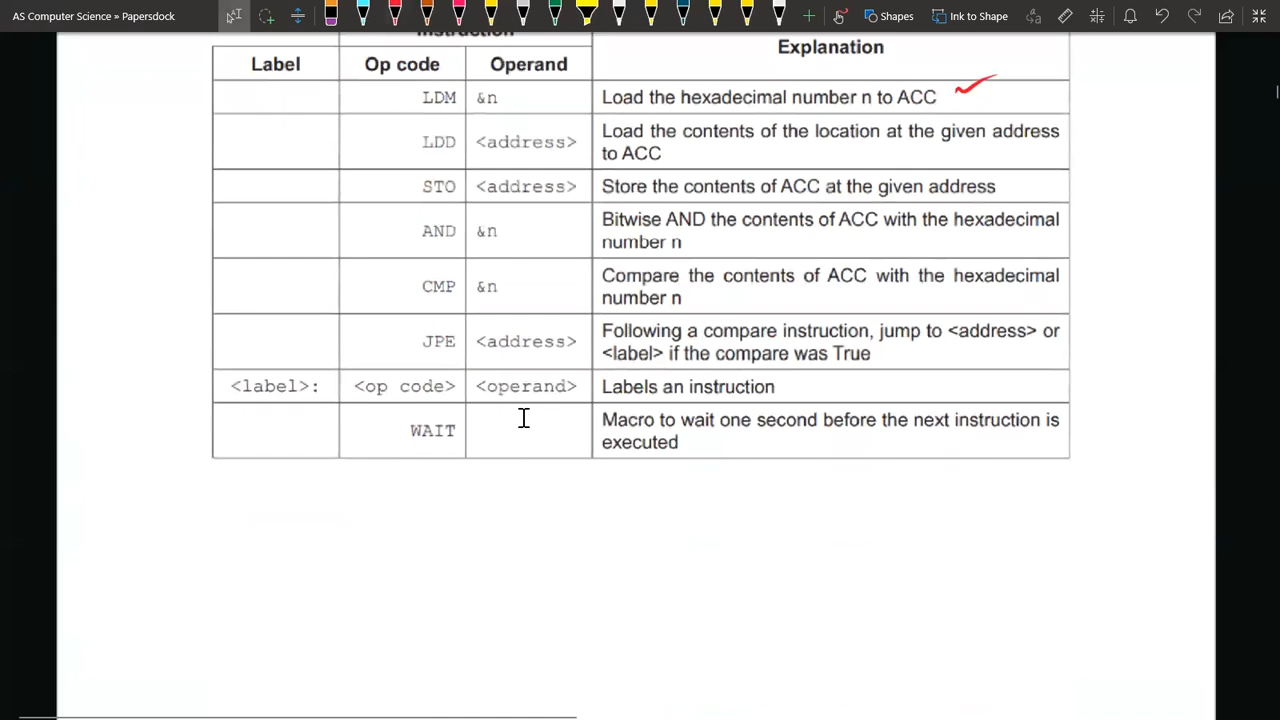 AS Computer Science » Papersdock
Shapes
Ink to Shape
Instruction
Explanation
Label Op code Operand
LDM &n Load the hexadecimal number n to ACC
LDD <address> Load the contents of the location at the given address
to ACC
STO <address> Store the contents of ACC at the given address
AND &n Bitwise AND the contents of ACC with the hexadecimal
number n
CMP &n Compare the contents of ACC with the hexadecimal
number n
JPE <address> Following a compare instruction, jump to <address> or
<label> if the compare was True
<label>: <op code> <operand> Labels an instruction
WAIT Macro to wait one second before the next instruction is
executed